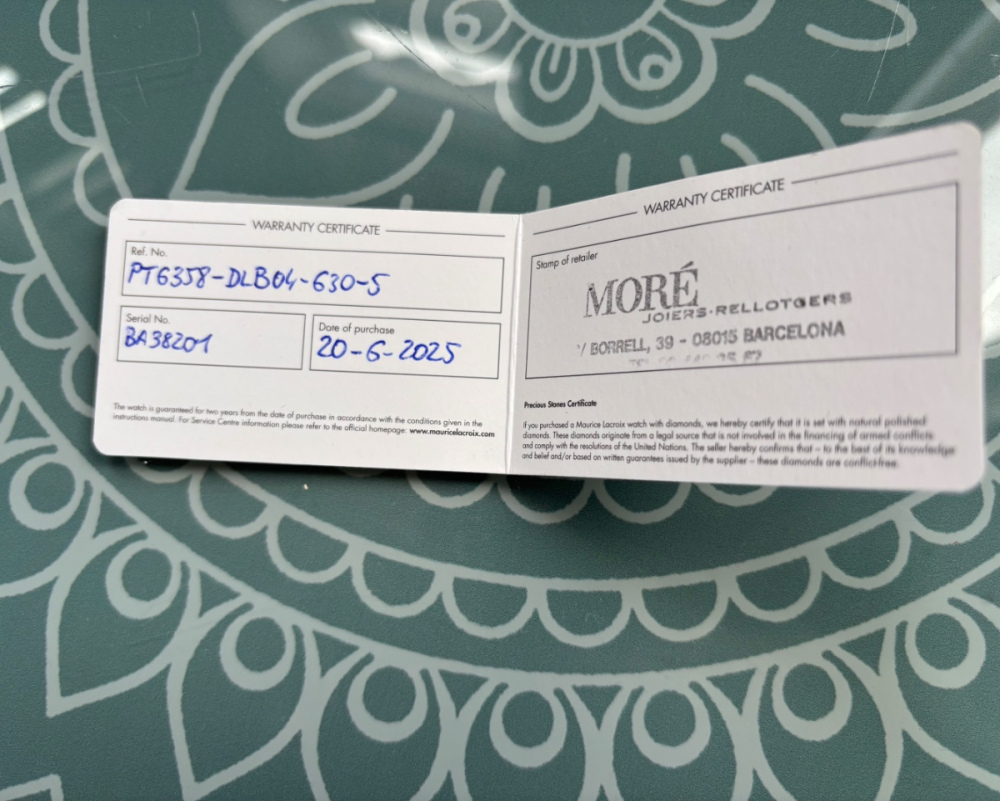 WARRANTY CERTIFICATE
Ref. No.
PT6358-DLB04-630-5
Serial No.
BA38201
Date of purchase
20-6-2025
The watch is guaranteed for two years from the date of purchase in accordance with the conditions given in the
instructions manual. For Service Centre information please refer to the official homepage: www.mauricelacroix.com
WARRANTY CERTIFICATE
Stamp of retailer
MORÉ
JOIERS·RELLOTGERS
/ BORRELL, 39 - 08015 BARCELONA
Precious Stones Certificate
If you purchased a Maurice Lacroix watch with diamonds, we hereby certify that it is set with natural polished
diamonds. These diamonds originate from a legal source that is not involved in the financing of armed conflicts
and comply with the resolutions of the United Nations. The seller hereby confirms that – to the best of its knowledge
and belief and/or based on written guarantees issued by the supplier – these diamonds are conflict-free.